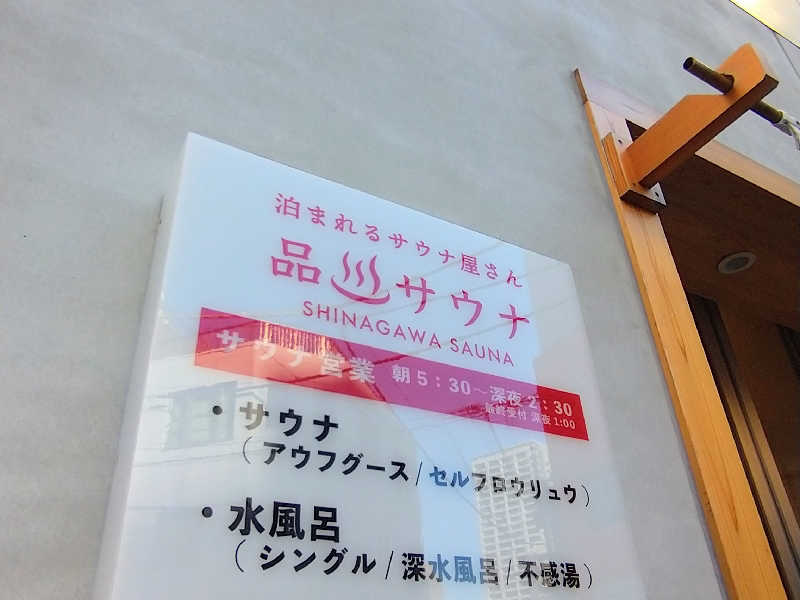 泊まれるサウナ屋さん
品♨サウナ
SHINAGAWA SAUNA
サウナ営業 朝5:30〜深夜2:30
最終受付 深夜1:00
・サウナ
(アウフグース/セルフロウリュウ)
・水風呂
(シングル/深水風呂/不感湯)